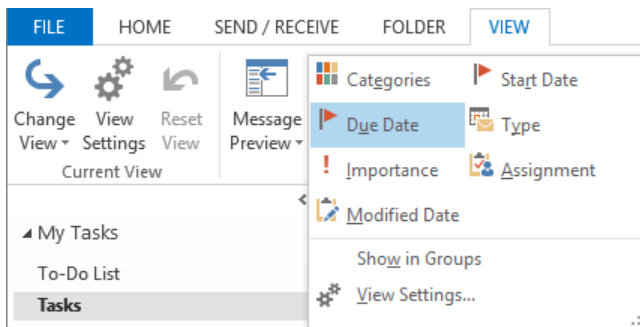 FILE HOME SEND / RECEIVE FOLDER VIEW
Change View View Settings Reset View Message Preview
Current View
Categories Start Date
Due Date Type
Importance Assignment
Modified Date
Show in Groups
View Settings...
My Tasks
To-Do List
Tasks